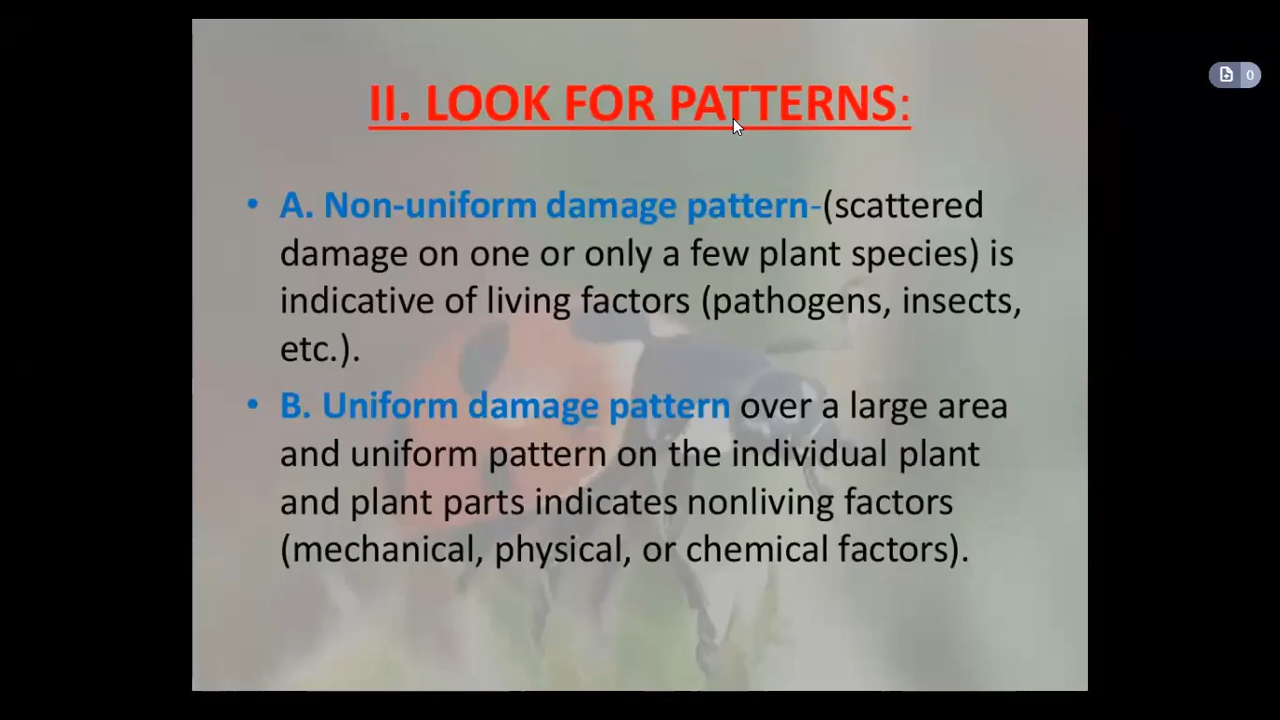 II. LOOK FOR PATTERNS:
• A. Non-uniform damage pattern-(scattered
damage on one or only a few plant species) is
indicative of living factors (pathogens, insects,
etc.).
• B. Uniform damage pattern over a large area
and uniform pattern on the individual plant
and plant parts indicates nonliving factors
(mechanical, physical, or chemical factors).
0